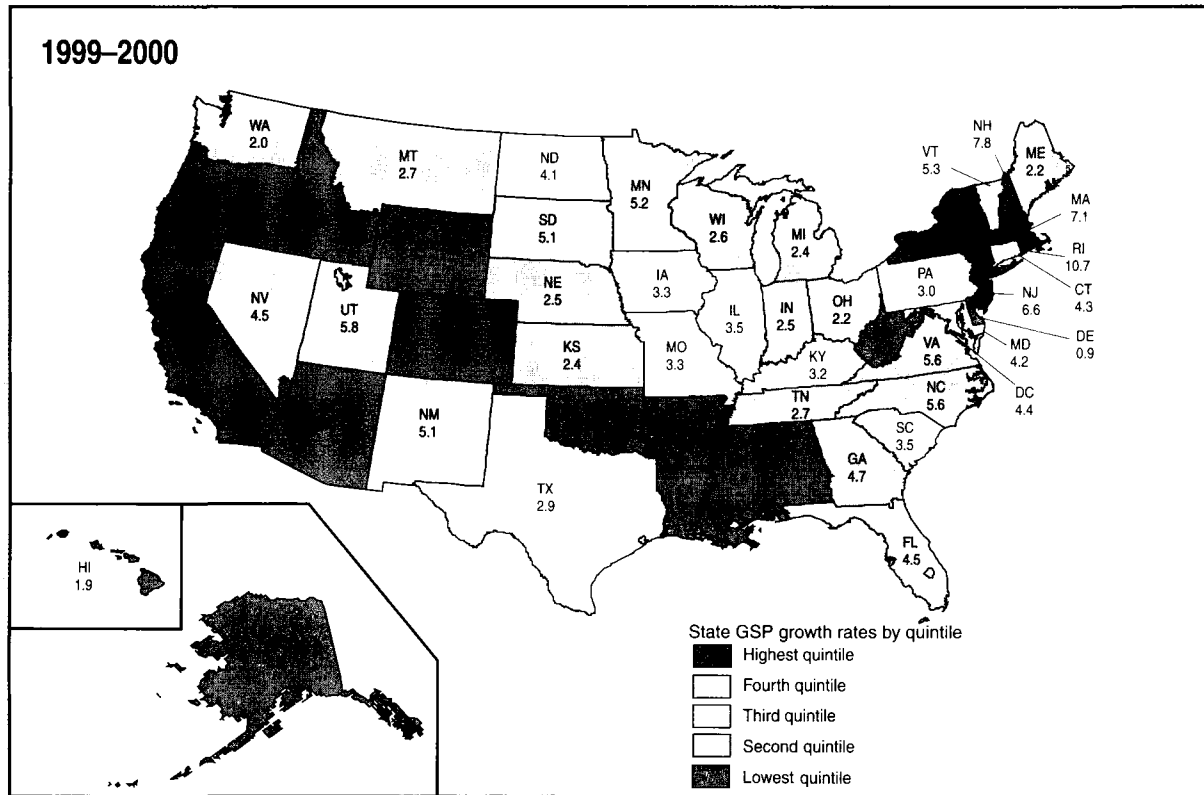 1999–2000
WA
2.0
MT
2.7
ND
4.1
MN
5.2
SD
5.1
WI
2.6
MI
2.4
NH
7.8
VT
5.3
ME
2.2
MA
7.1
RI
10.7
CT
4.3
NJ
6.6
DE
0.9
MD
4.2
DC
4.4
PA
3.0
NV
4.5
UT
5.8
NE
2.5
IA
3.3
IL
3.5
IN
2.5
OH
2.2
KS
2.4
MO
3.3
KY
3.2
VA
5.6
NC
5.6
TN
2.7
SC
3.5
NM
5.1
GA
4.7
TX
2.9
FL
4.5
HI
1.9
State GSP growth rates by quintile
Highest quintile
Fourth quintile
Third quintile
Second quintile
Lowest quintile